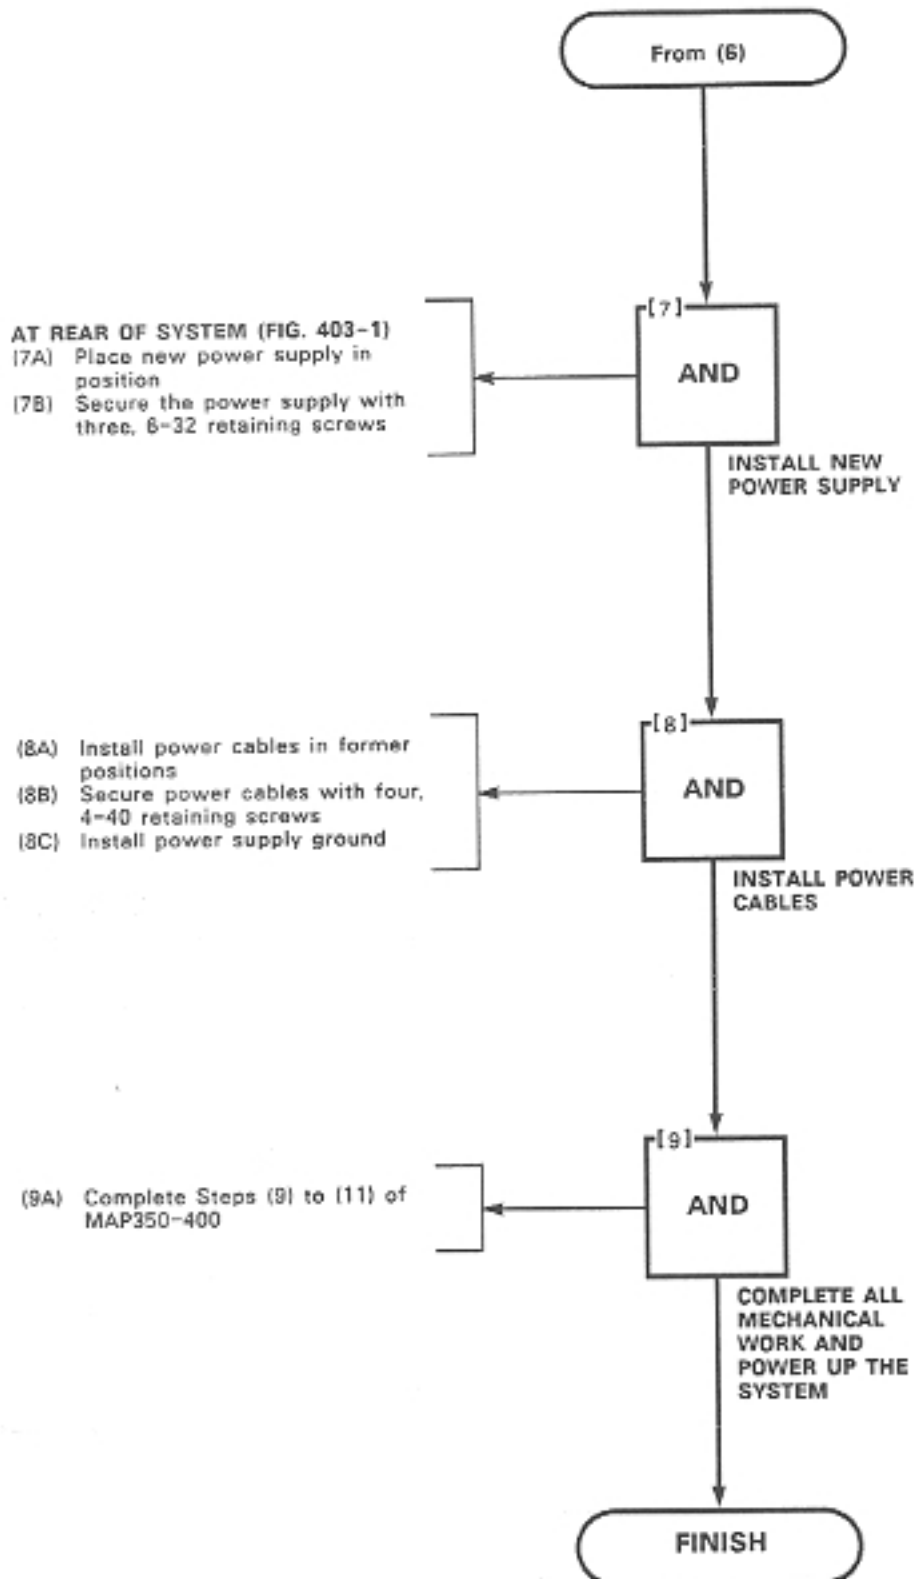 From (6)
[7]
AND
AT REAR OF SYSTEM (FIG. 403-1)
(7A) Place new power supply in
position
(7B) Secure the power supply with
three, 6-32 retaining screws
INSTALL NEW
POWER SUPPLY
[8]
AND
(8A) Install power cables in former
positions
(8B) Secure power cables with four,
4-40 retaining screws
(8C) Install power supply ground
INSTALL POWER
CABLES
[9]
AND
(9A) Complete Steps (9) to (11) of
MAP350-400
COMPLETE ALL
MECHANICAL
WORK AND
POWER UP THE
SYSTEM
FINISH